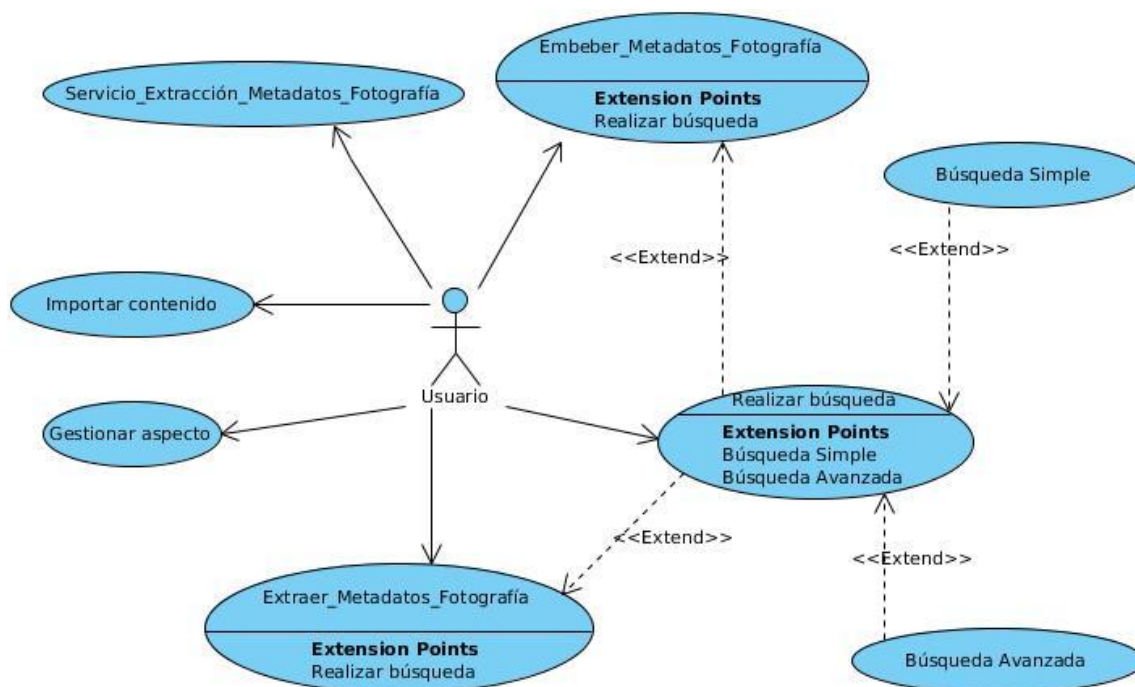 Embeber_Metadatos_Fotografía
Extension Points
Realizar búsqueda
Servicio_Extracción_Metadatos_Fotografía
Búsqueda Simple
<<Extend>>
<<Extend>>
Importar contenido
Usuario
Gestionar aspecto
Realizar búsqueda
Extension Points
Búsqueda Simple
Búsqueda Avanzada
<<Extend>>
<<Extend>>
Extraer_Metadatos_Fotografía
Extension Points
Realizar búsqueda
Búsqueda Avanzada